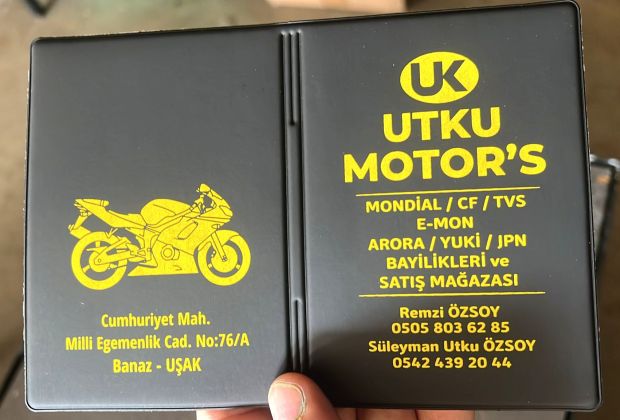 Cumhuriyet Mah.
Milli Egemenlik Cad. No:76/A
Banaz - UŞAK
UK
UTKU
MOTOR'S
MONDİAL / CF / TVS
E-MON
ARORA / YUKİ / JPN
BAYİLİKLERİ ve
SATIŞ MAĞAZASI
Remzi ÖZSOY
0505 803 62 85
Süleyman Utku ÖZSOY
0542 439 20 44